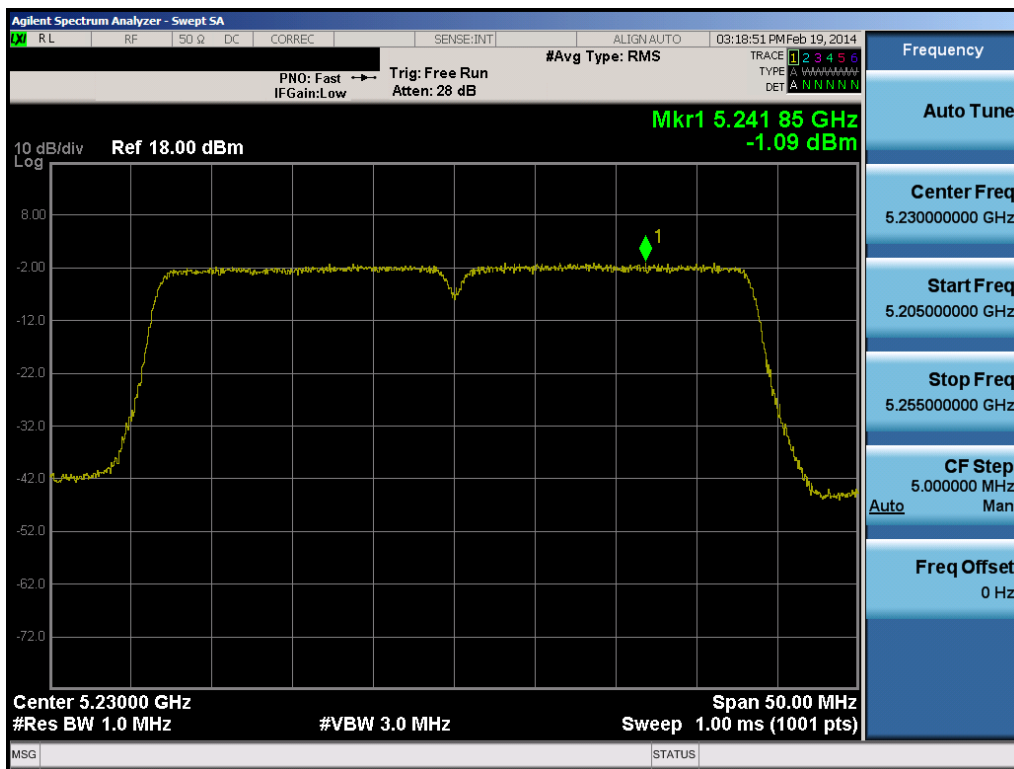 Agilent Spectrum Analyzer - Swept SA
LXI RL RF 50 Ω DC CORREC SENSE:INT ALIGN AUTO 03:18:51 PM Feb 19, 2014
PNO: Fast
IFGain:Low
Trig: Free Run
Atten: 28 dB
#Avg Type: RMS
TRACE 1 2 3 4 5 6
TYPE A WWWWW
DET A N N N N N
Mkr1 5.241 85 GHz
-1.09 dBm
10 dB/div Ref 18.00 dBm
Log
8.00
-2.00
-12.0
-22.0
-32.0
-42.0
-52.0
-62.0
-72.0
1
Center 5.23000 GHz Span 50.00 MHz
#Res BW 1.0 MHz #VBW 3.0 MHz Sweep 1.00 ms (1001 pts)
MSG STATUS
Frequency
Auto Tune
Center Freq
5.230000000 GHz
Start Freq
5.205000000 GHz
Stop Freq
5.255000000 GHz
CF Step
5.000000 MHz
Auto Man
Freq Offset
0 Hz